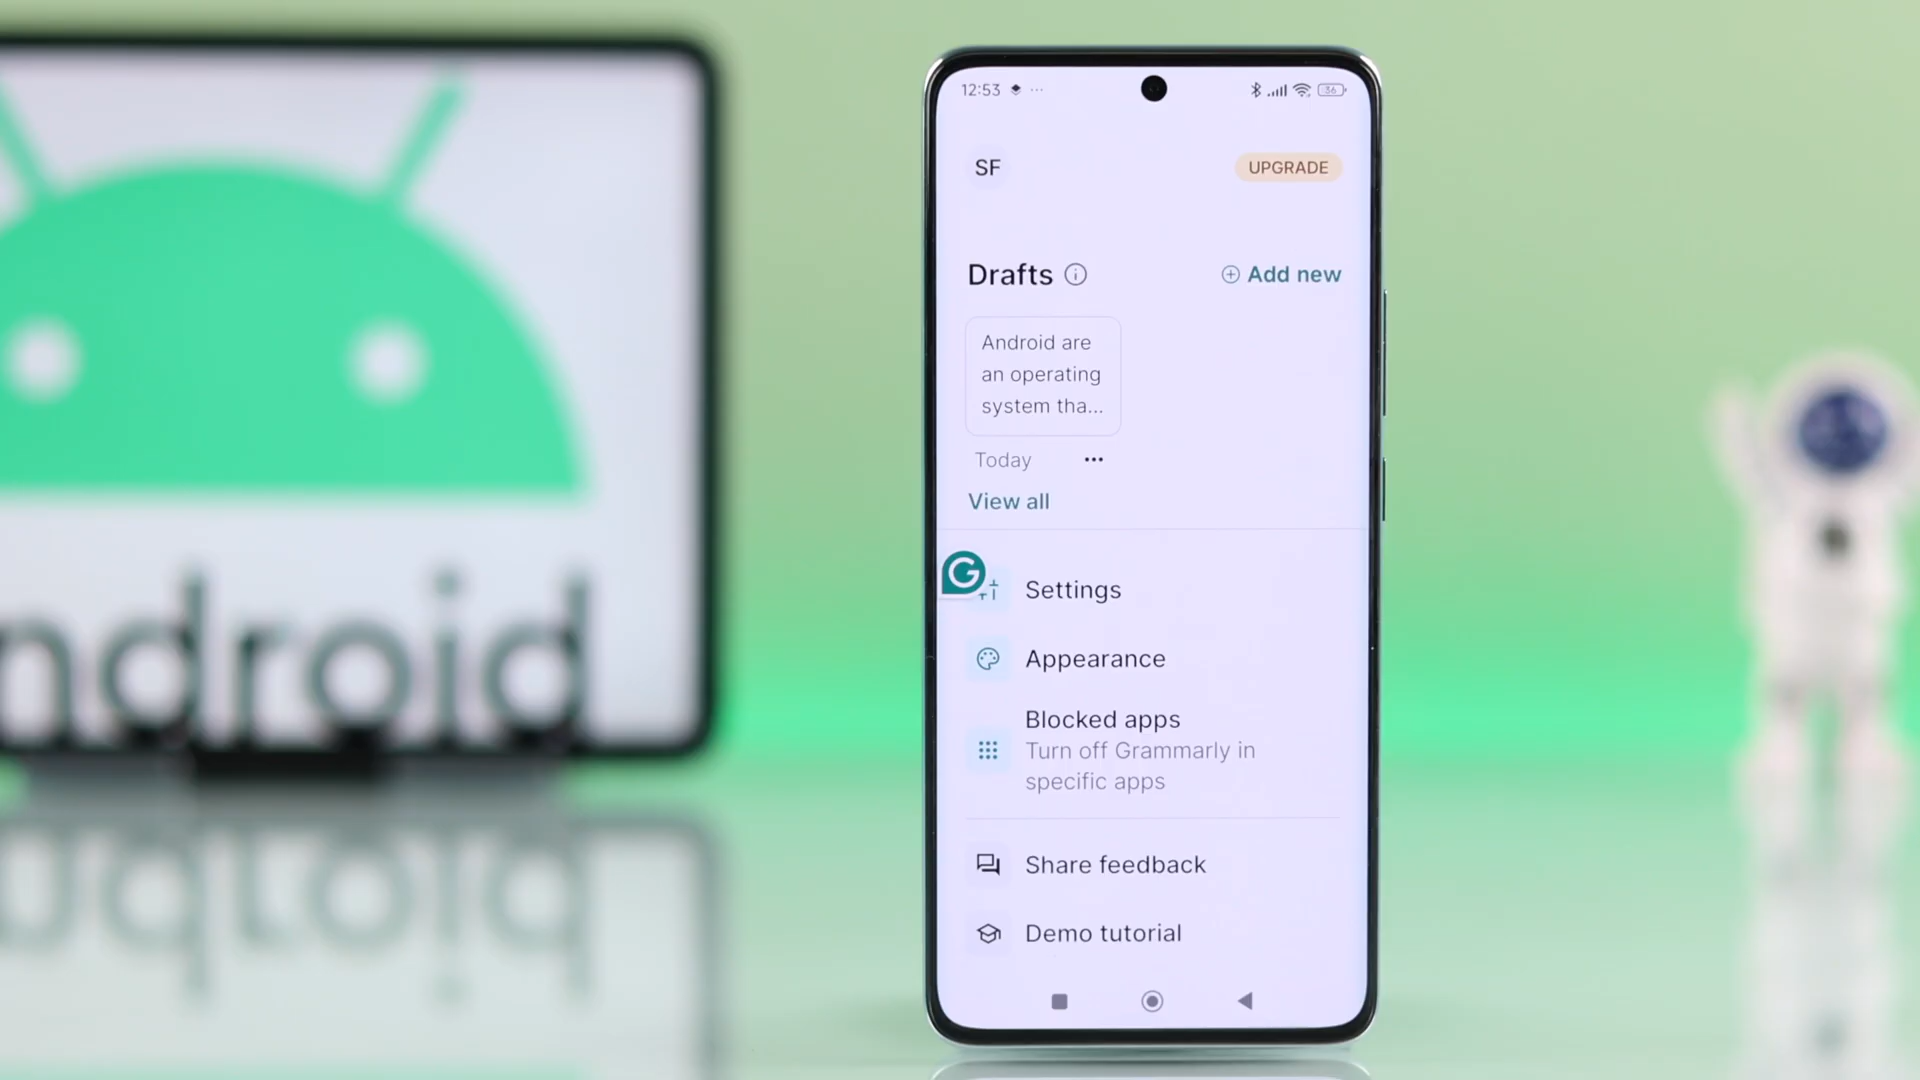 12:53
36
SF
UPGRADE
Drafts
Add new
Android are
an operating
system tha...
Today
View all
Settings
Appearance
Blocked apps
Turn off Grammarly in
specific apps
Share feedback
Demo tutorial
ndroid